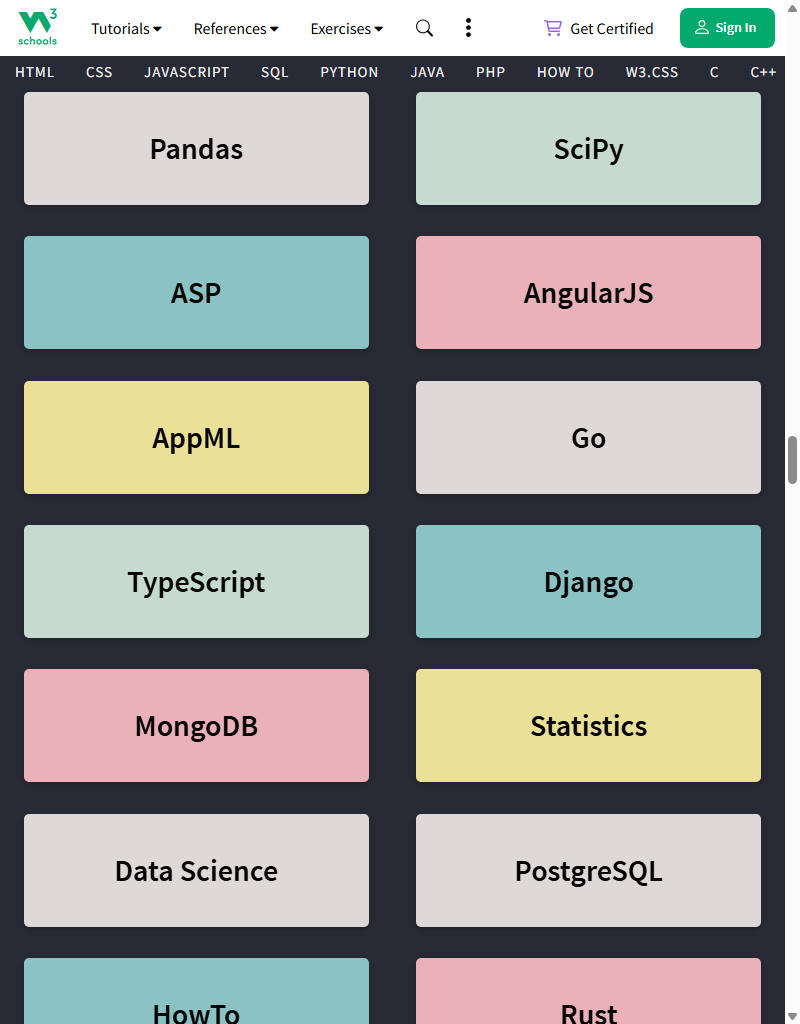 W3 schools
Tutorials References Exercises Get Certified Sign In
HTML CSS JAVASCRIPT SQL PYTHON JAVA PHP HOW TO W3.CSS C C++
Pandas SciPy
ASP AngularJS
AppML Go
TypeScript Django
MongoDB Statistics
Data Science PostgreSQL
HowTo Rust